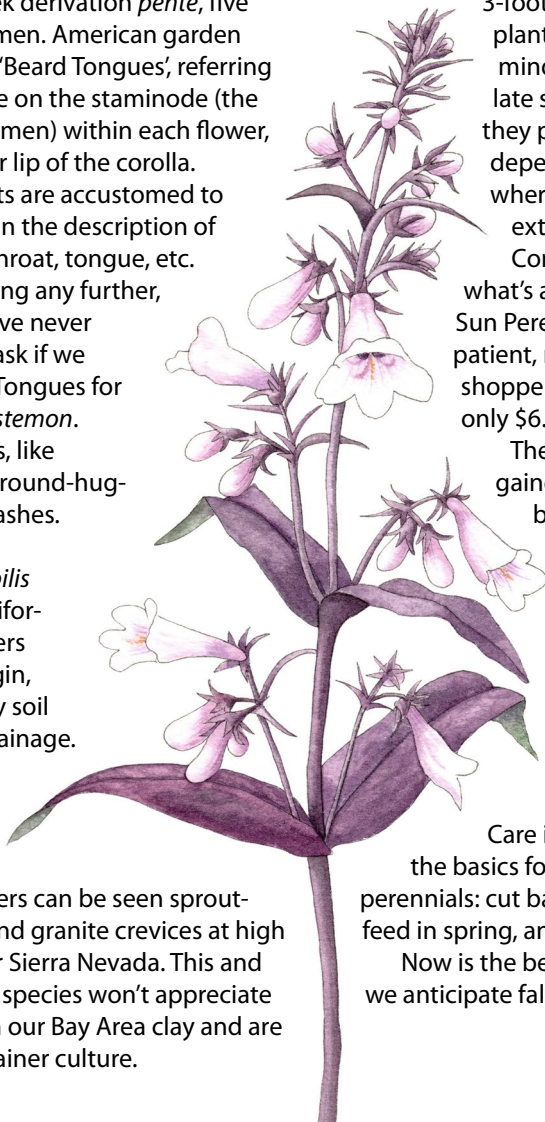 k derivation pente, five
men. American garden
'Beard Tongues', referring
e on the staminode (the
men) within each flower,
r lip of the corolla.
ts are accustomed to
n the description of
hroat, tongue, etc.
ng any further,
ve never
ask if we
Tongues for
stemon.
s, like
round-hug-
ashes.
bilis
ifor-
ers
gin,
y soil
ainage.
ers can be seen sprout-
nd granite crevices at high
r Sierra Nevada. This and
species won't appreciate
n our Bay Area clay and are
ainer culture.
3-foot
plant
mind
late s
they p
depe
wher
ext
Con
what's a
Sun Pere
patient, r
shoppe
only $6.
The
gain
b
Care i
the basics fo
perennials: cut ba
feed in spring, an
Now is the be
we anticipate fal